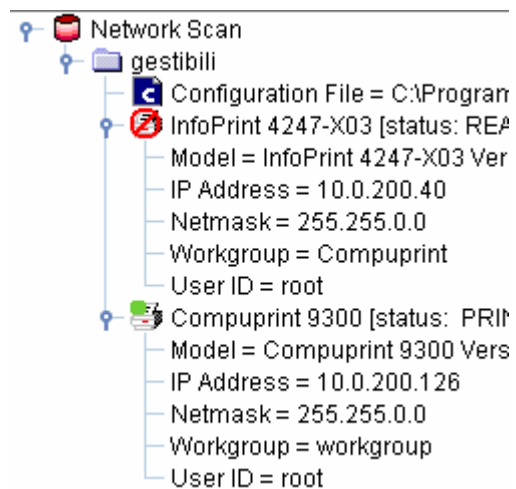 Network Scan
gestibili
Configuration File = C:\Program
InfoPrint 4247-X03 [status: REA
Model = InfoPrint 4247-X03 Ver
IP Address = 10.0.200.40
Netmask = 255.255.0.0
Workgroup = Compuprint
User ID = root
Compuprint 9300 [status: PRIN
Model = Compuprint 9300 Vers
IP Address = 10.0.200.126
Netmask = 255.255.0.0
Workgroup = workgroup
User ID = root